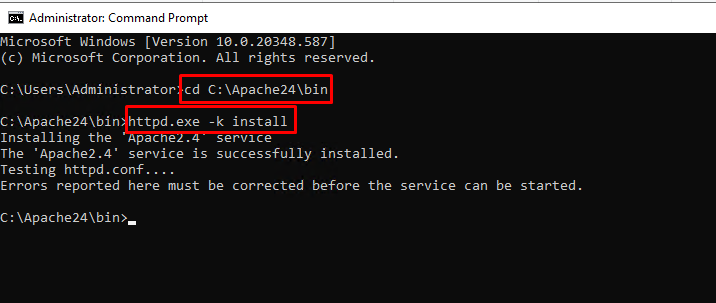 Administrator: Command Prompt
Microsoft Windows [Version 10.0.20348.587]
(c) Microsoft Corporation. All rights reserved.
C:\Users\Administrator>cd C:\Apache24\bin
C:\Apache24\bin>httpd.exe -k install
Installing the 'Apache2.4' service
The 'Apache2.4' service is successfully installed.
Testing httpd.conf....
Errors reported here must be corrected before the service can be started.
C:\Apache24\bin>